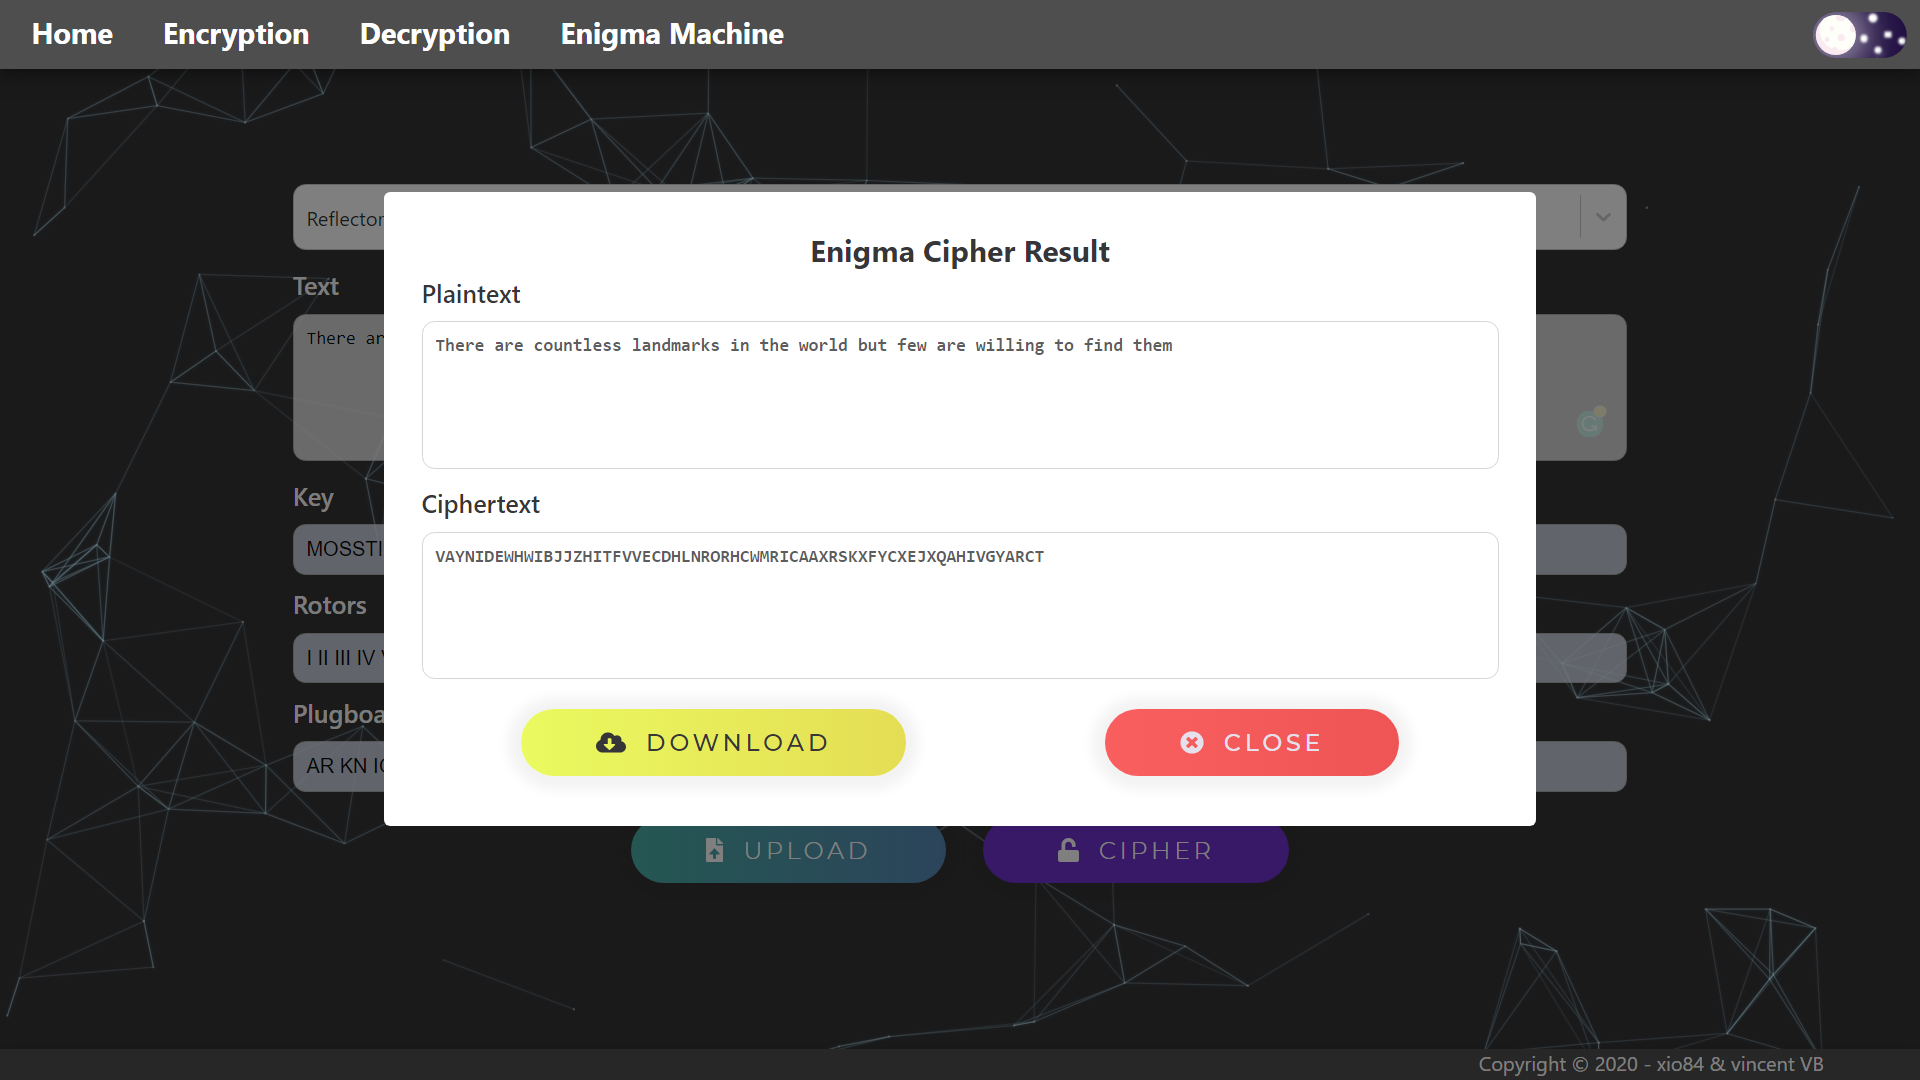 Home Encryption Decryption Enigma Machine
Reflector
Text
There ar
Key
MOSSTI
Rotors
I II III IV
Plugboa
AR KN
Enigma Cipher Result
Plaintext
There are countless landmarks in the world but few are willing to find them
Ciphertext
VAYNIDEWHWIBJJZHITFVVECDHLNRORHCWMRICAAXRSKXFYCXEJXQAHIVGYARCT
DOWNLOAD CLOSE
UPLOAD CIPHER
Copyright © 2020 - xio84 & vincent VB